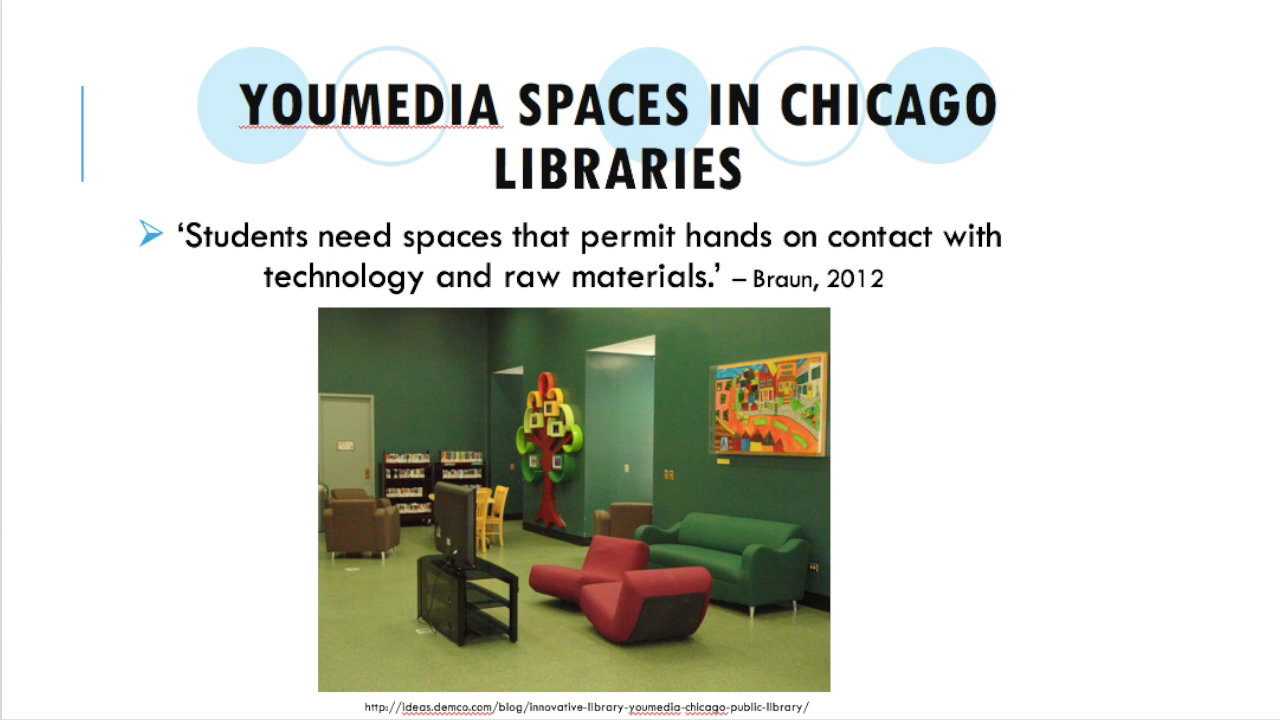 YOUMEDIA SPACES IN CHICAGO
LIBRARIES
‘Students need spaces that permit hands on contact with
technology and raw materials.’ – Braun, 2012
http://ideas.demco.com/blog/innovative-library-youmedia-chicago-public-library/